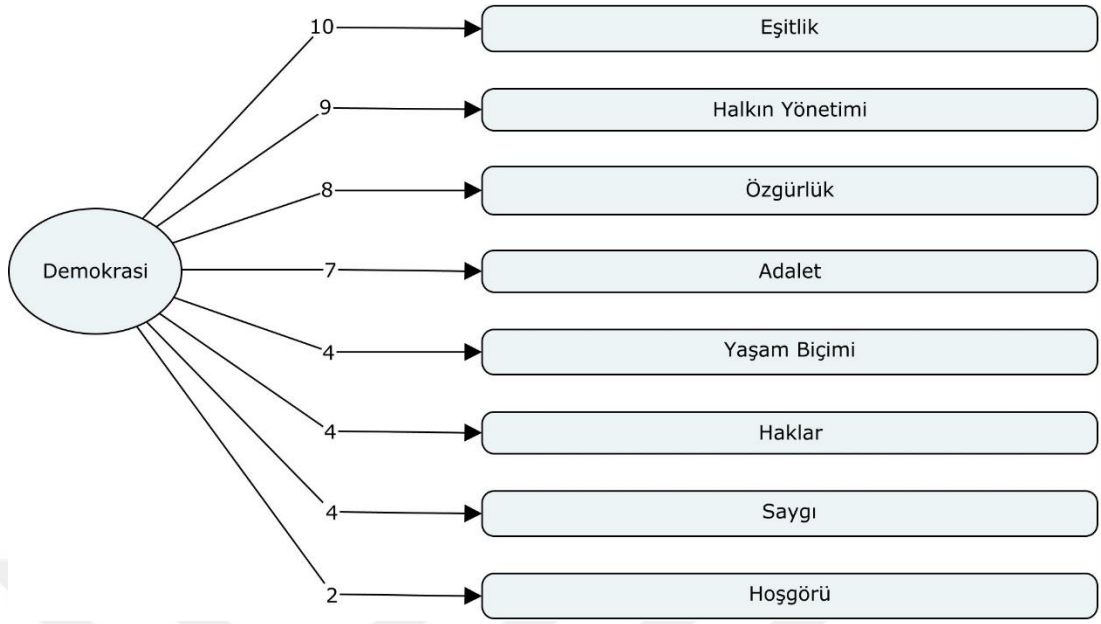 10
Eşitlik
9
Halkın Yönetimi
8
Özgürlük
Demokrasi
7
Adalet
4
Yaşam Biçimi
4
Haklar
4
Saygı
2
Hoşgörü